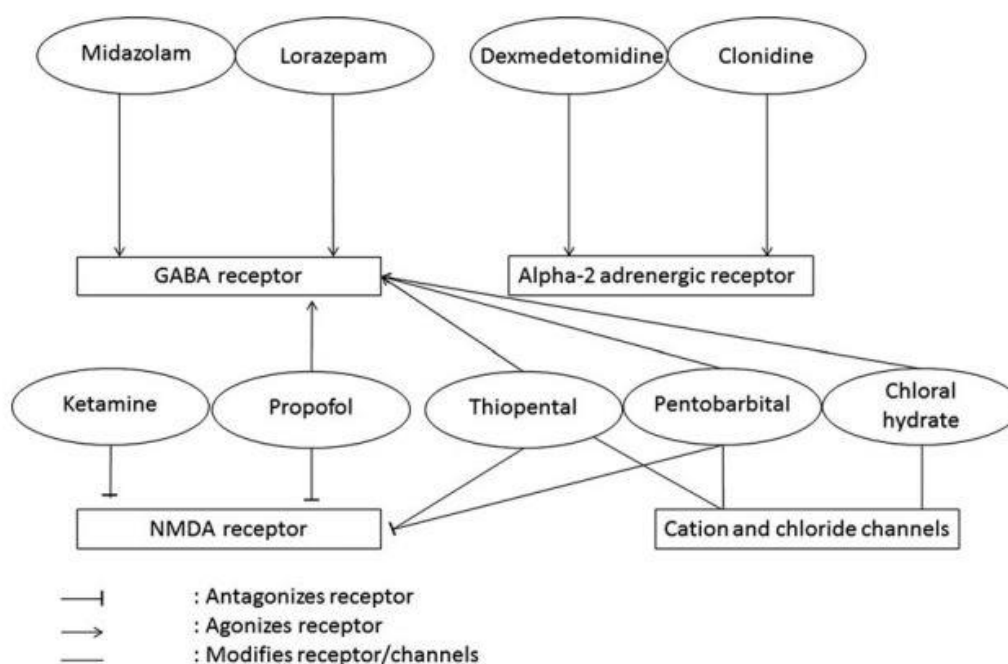 Midazolam
Lorazepam
Dexmedetomidine
Clonidine
GABA receptor
Alpha-2 adrenergic receptor
Ketamine
Propofol
Thiopental
Pentobarbital
Chloral
hydrate
NMDA receptor
Cation and chloride channels
: Antagonizes receptor
: Agonizes receptor
: Modifies receptor/channels